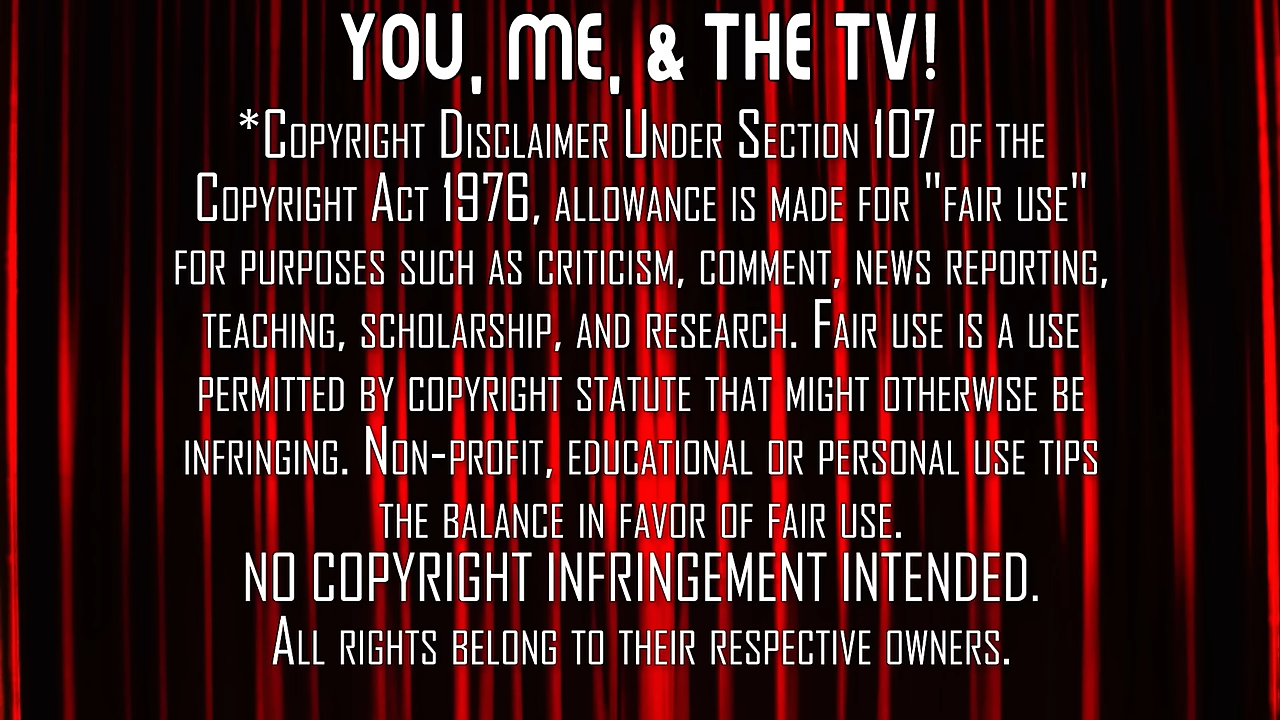 YOU, ME, & THE TV!
*Copyright Disclaimer Under Section 107 of the
Copyright Act 1976, allowance is made for "fair use"
for purposes such as criticism, comment, news reporting,
teaching, scholarship, and research. Fair use is a use
permitted by copyright statute that might otherwise be
infringing. Non-profit, educational or personal use tips
the balance in favor of fair use.
NO COPYRIGHT INFRINGEMENT INTENDED.
All rights belong to their respective owners.